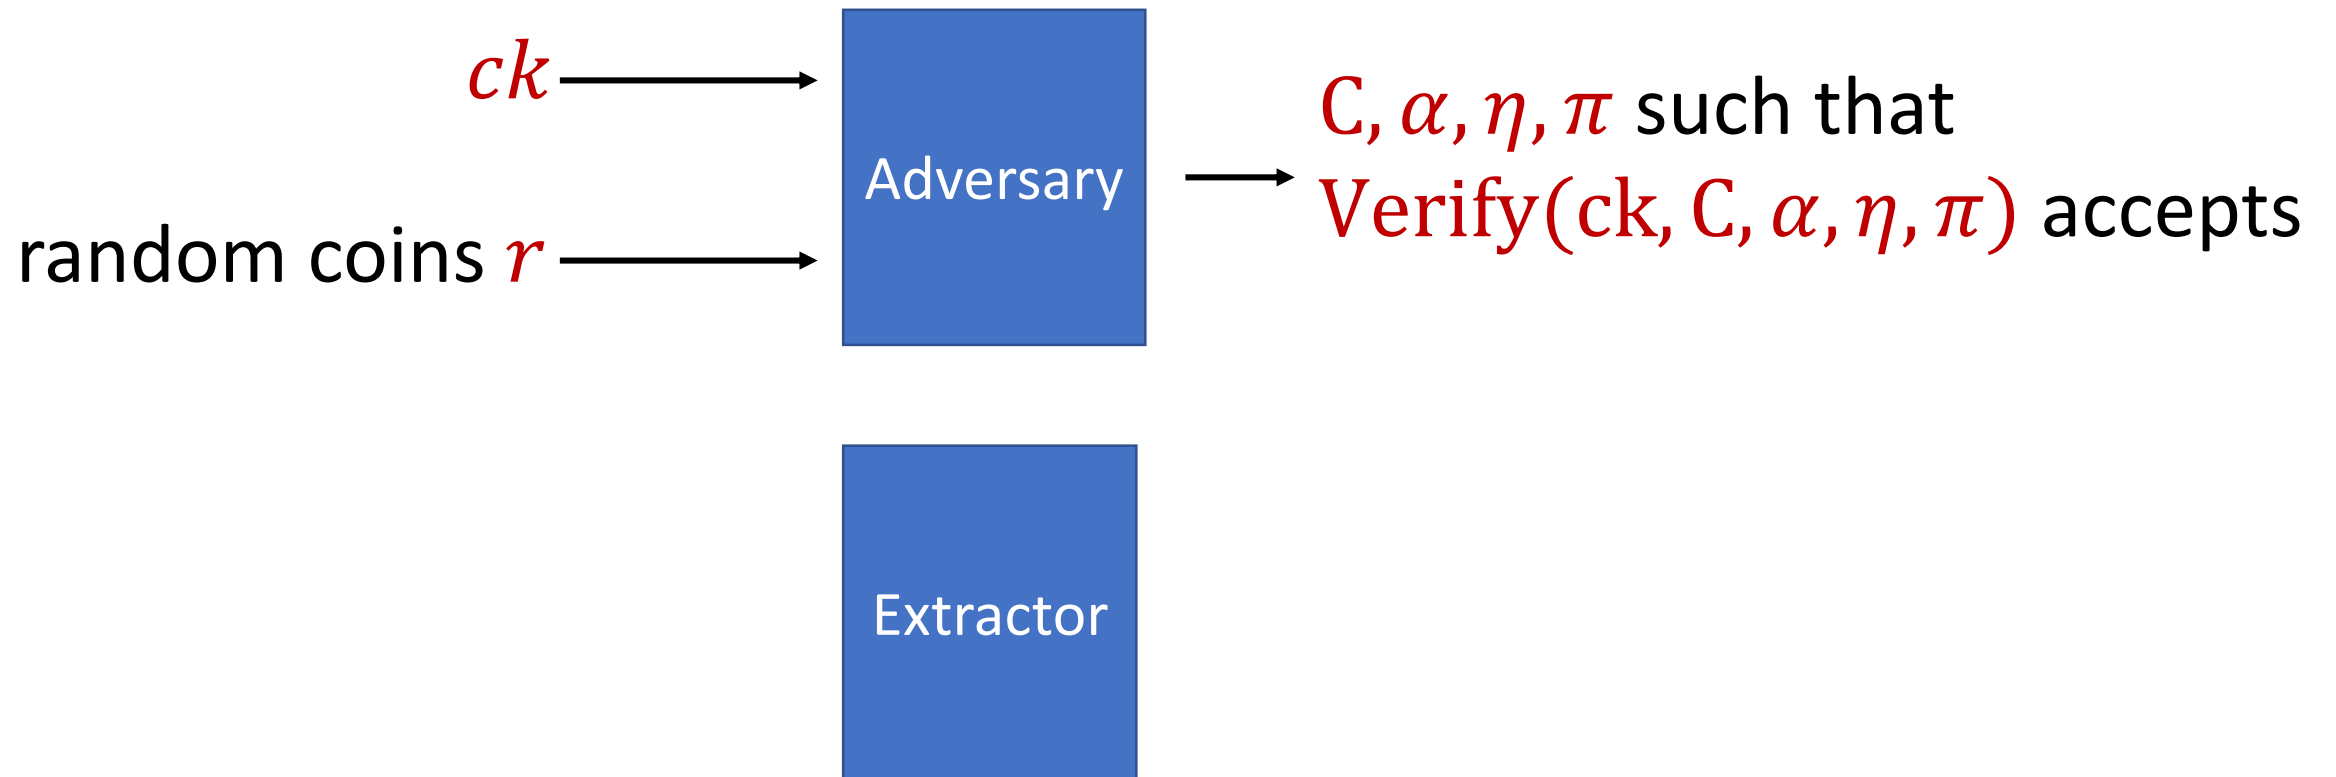 ck
random coins r
Adversary
C, α, η, π such that
Verify(ck, C, α, η, π) accepts
Extractor